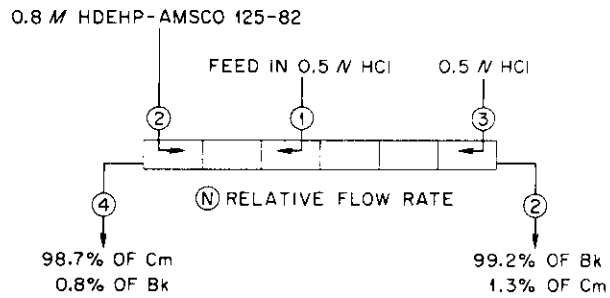 0.8 M HDEHP-AMSCO 125-82
FEED IN 0.5 N HCl
0.5 N HCl
2
1
3
N RELATIVE FLOW RATE
4
2
98.7% OF Cm
0.8% OF Bk
99.2% OF Bk
1.3% OF Cm